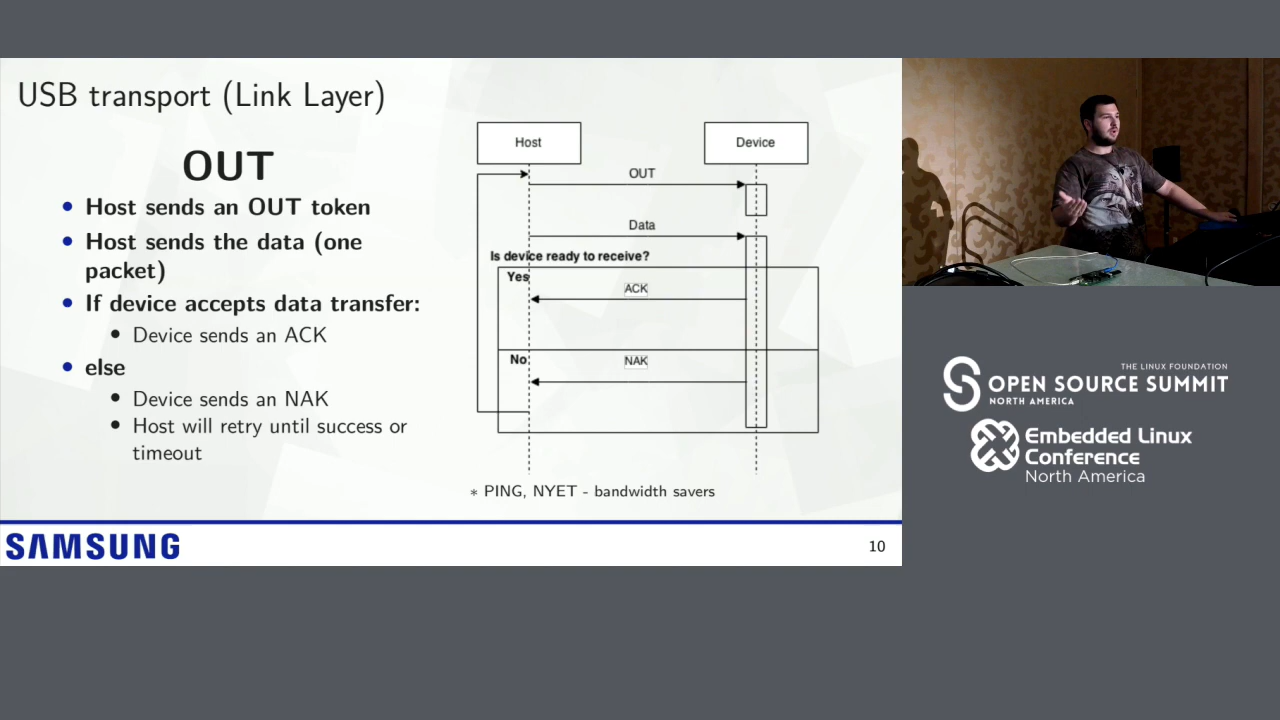 USB transport (Link Layer)
OUT
• Host sends an OUT token
• Host sends the data (one
packet)
• If device accepts data transfer:
• Device sends an ACK
• else
• Device sends an NAK
• Host will retry until success or
timeout
Host
Device
OUT
Data
Is device ready to receive?
Yes
ACK
No
NAK
* PING, NYET - bandwidth savers
SAMSUNG
10
THE LINUX FOUNDATION
OPEN SOURCE SUMMIT
NORTH AMERICA
Embedded Linux
Conference
North America